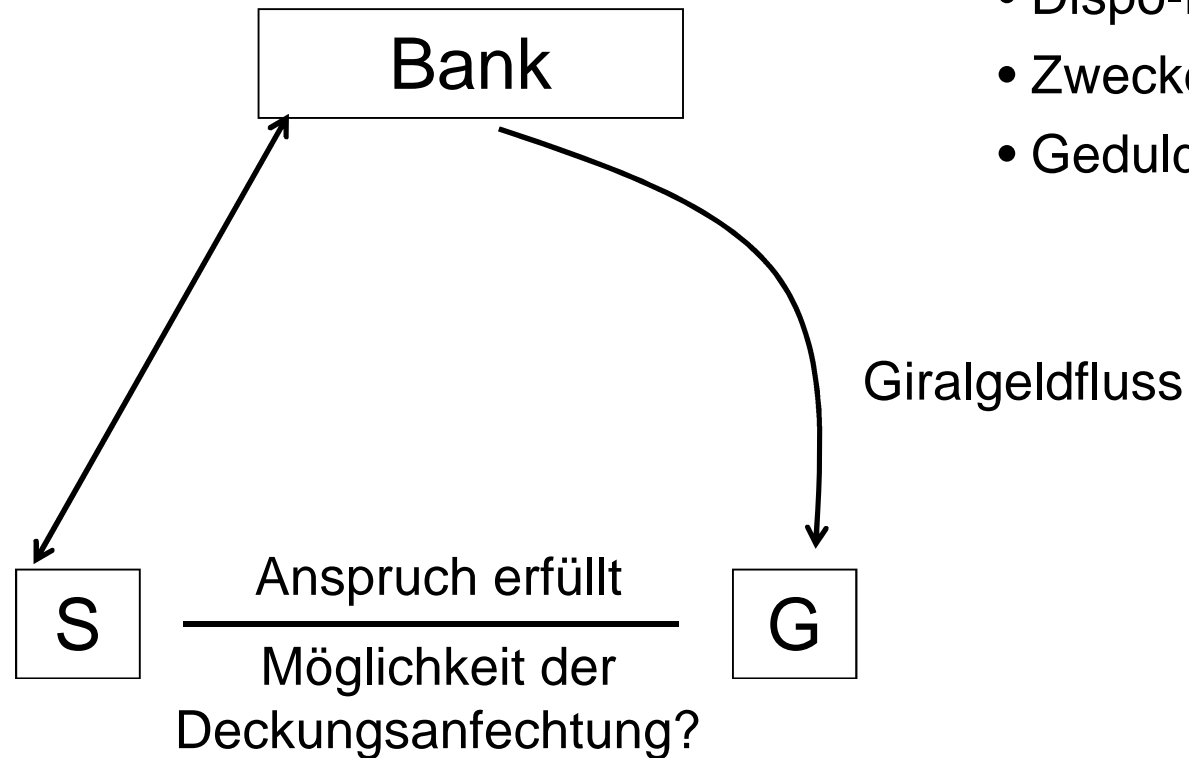 Bank
Giralgeldfluss
S
Anspruch erfüllt
G
Möglichkeit der
Deckungsanfechtung?